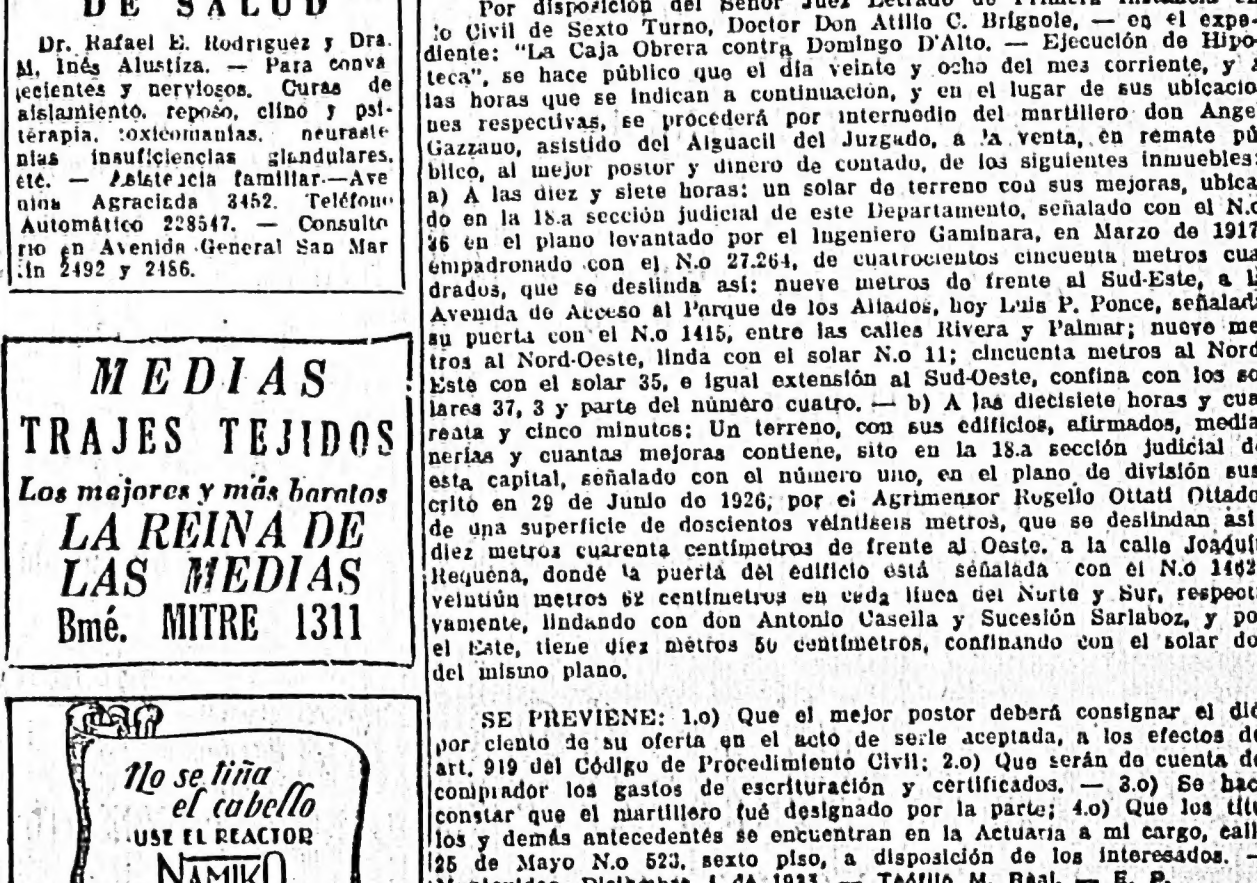 DE SALUD
Dr. Rafael E. Rodriguez y Dra.
M. Inés Alustiza. — Para conva
lecientes y nerviosos. Curas de
aislamiento, reposo, clino y psi-
terapia, toxicomanias, neuraste
nias insuficiencias glandulares,
etc. — Asistencia familiar.—Ave
nida Agraciada 3452. Teléfono
Automático 228547. — Consulto
rio en Avenida General San Mar
tín 2492 y 2486.
MEDIAS
TRAJES TEJIDOS
Los mejores y más baratos
LA REINA DE
LAS MEDIAS
Bmé. MITRE 1311
No se tiña
el cabello
USE EL REACTOR
NAMIKO
Por disposición del Señor Juez Letrado de Primera Instancia en
lo Civil de Sexto Turno, Doctor Don Atilio C. Brignole, — en el expe-
diente: "La Caja Obrera contra Domingo D'Alto. — Ejecución de Hipo-
teca", se hace público que el día veinte y ocho del mes corriente, y a
las horas que se indican a continuación, y en el lugar de sus ubicacio
nes respectivas, se procederá por intermedio del martillero don Ange
Gazzano, asistido del Alguacil del Juzgado, a la venta, en remate pú
blico, al mejor postor y dinero de contado, de los siguientes inmuebles:
a) A las diez y siete horas: un solar de terreno con sus mejoras, ubica
do en la 18.a sección judicial de este Departamento, señalado con el N.o
36 en el plano levantado por el Ingeniero Gaminara, en Marzo de 1917
empadronado con el N.o 27.264, de cuatrocientos cincuenta metros cua
drados, que se deslinda asi: nueve metros de frente al Sud-Este, a la
Avenida de Acceso al Parque de los Aliados, hoy Luis P. Ponce, señalada
su puerta con el N.o 1415, entre las calles Rivera y Palmar; nueve me
tros al Nord-Oeste, linda con el solar N.o 11; cincuenta metros al Nord
Este con el solar 35, e igual extensión al Sud-Oeste, confina con los so
lares 37, 3 y parte del número cuatro. — b) A las diecisiete horas y cua
renta y cinco minutos: Un terreno, con sus edificios, afirmados, media
nerías y cuantas mejoras contiene, sito en la 18.a sección judicial de
esta capital, señalado con el número uno, en el plano de división sus
crito en 29 de Junio de 1926, por el Agrimensor Rogelio Ottati Ottado
de una superficie de doscientos veintiseis metros, que se deslindan asi
diez metros cuarenta centímetros de frente al Oeste, a la calle Joaquin
Requena, donde la puerta del edificio está señalada con el N.o 1462
veintiún metros 62 centímetros en cada linea del Norte y Sur, respecti
vamente, lindando con don Antonio Casella y Sucesión Sarlaboz, y po
el Este, tiene diez metros 50 centímetros, confinando con el solar do
del mismo plano.
SE PREVIENE: 1.o) Que el mejor postor deberá consignar el die
por ciento de su oferta en el acto de serle aceptada, a los efectos de
art. 919 del Código de Procedimiento Civil; 2.o) Que serán de cuenta de
comprador los gastos de escrituración y certificados. — 3.o) Se hac
constar que el martillero fué designado por la parte; 4.o) Que los titu
los y demás antecedentes se encuentran en la Actuaria a mi cargo, call
25 de Mayo N.o 523, sexto piso, a disposición de los interesados. —
Diciembre 4 de 1933. — Teófilo M. Réal. — E. P.